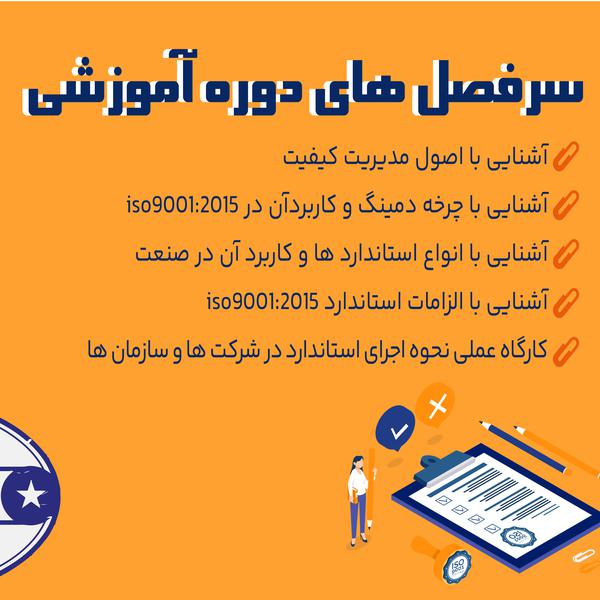 سرفصل های دوره آموزشی
آشنایی با اصول مدیریت کیفیت
آشنایی با چرخه دمینگ و کاربردآن در iso9001:2015
آشنایی با انواع استاندارد ها و کاربرد آن در صنعت
آشنایی با الزامات استاندارد iso9001:2015
کارگاه عملی نحوه اجرای استاندارد در شرکت ها و سازمان ها
ISO